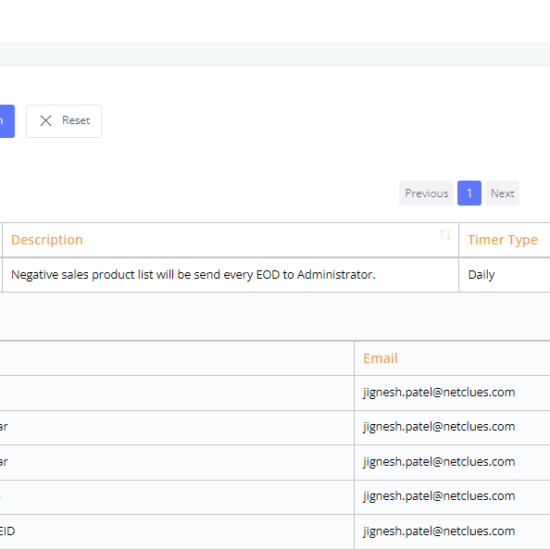 Reset
Previous 1 Next
Description Timer Type
Negative sales product list will be send every EOD to Administrator. Daily
Email
jignesh.patel@netclues.com
jignesh.patel@netclues.com
jignesh.patel@netclues.com
jignesh.patel@netclues.com
EID jignesh.patel@netclues.com